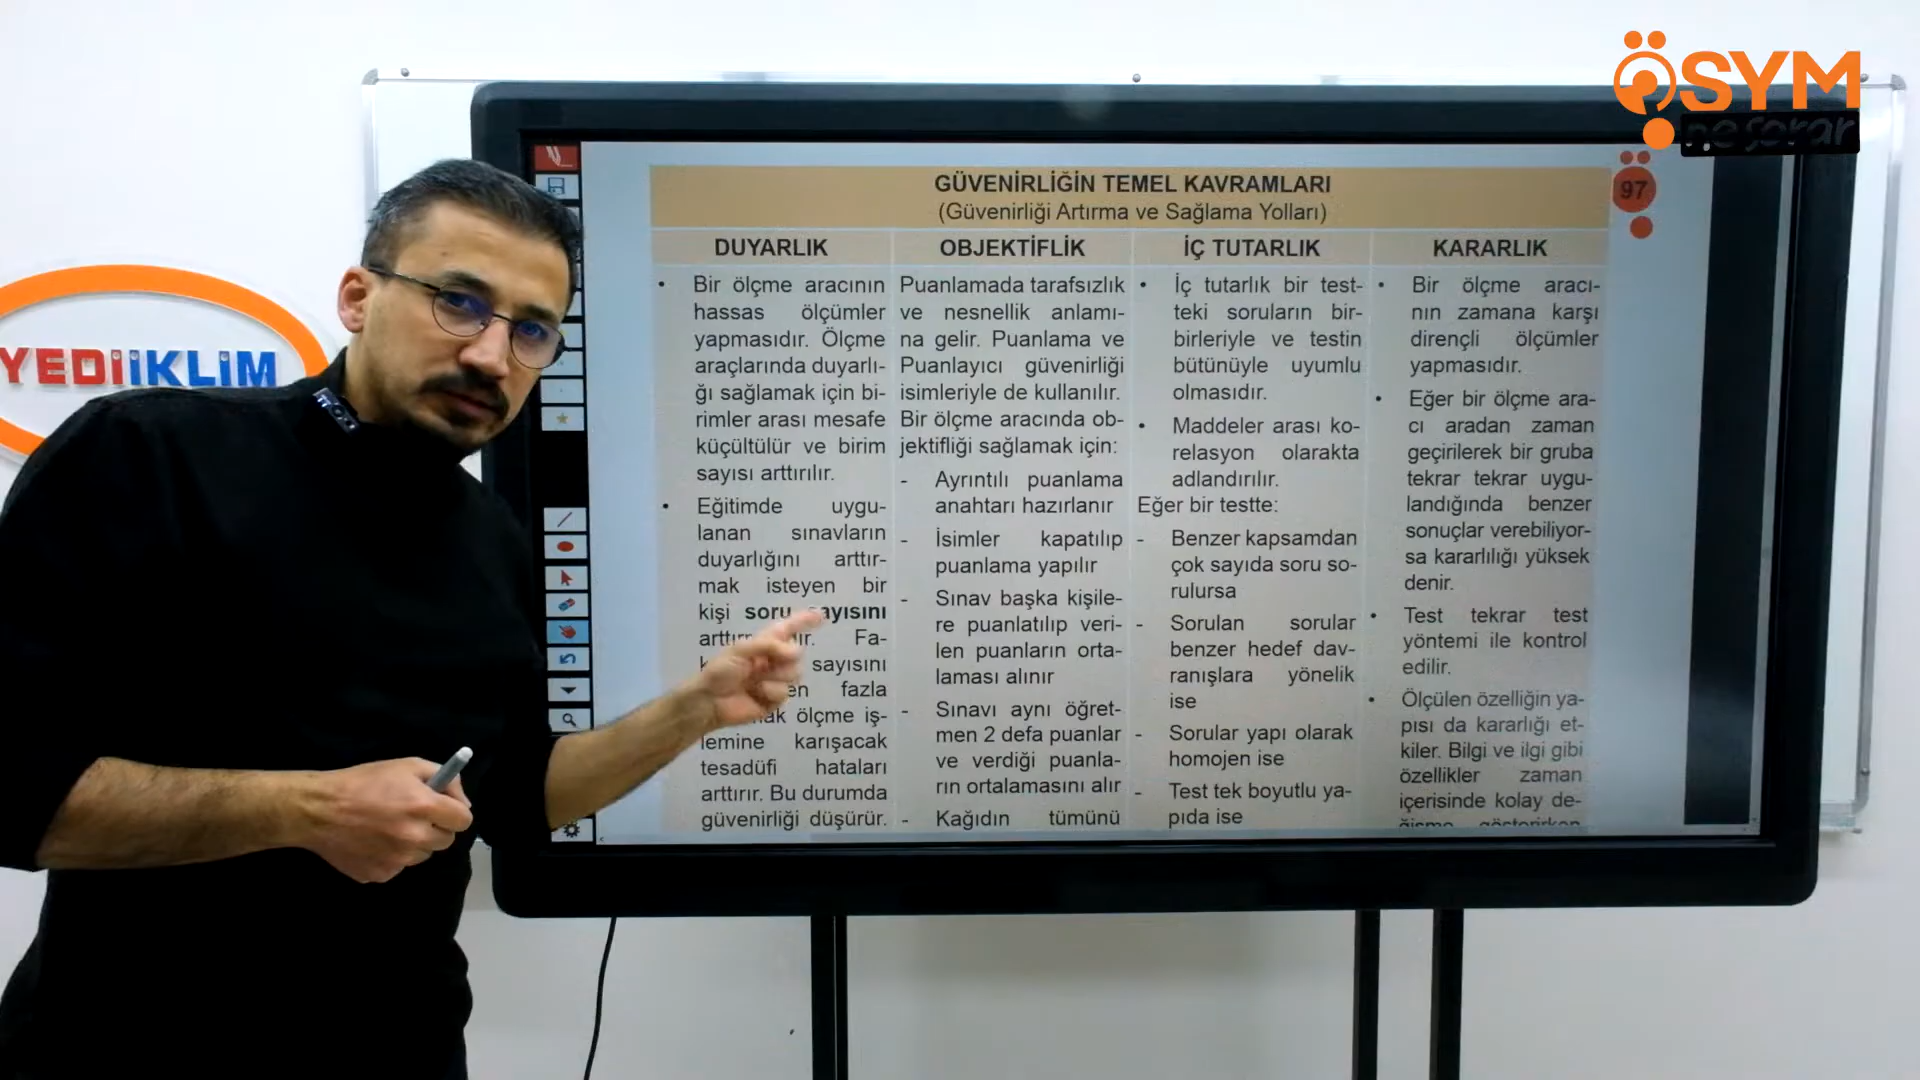 ÖSYM
ne sorar
97
YEDİİKLİM
GÜVENİRLİĞİN TEMEL KAVRAMLARI
(Güvenirliği Artırma ve Sağlama Yolları)
DUYARLIK
• Bir ölçme aracının
hassas ölçümler
yapmasıdır. Ölçme
araçlarında duyarlı-
ğı sağlamak için bi-
rimler arası mesafe
küçültülür ve birim
sayısı arttırılır.
• Eğitimde uygu-
lanan sınavların
duyarlığını arttır-
mak isteyen bir
kişi soru sayısını
Fa-
sayısını
fazla
ölçme iş-
lemine karışacak
tesadüfi hataları
arttırır. Bu durumda
güvenirliği düşürür.
OBJEKTİFLİK
Puanlamada tarafsızlık
ve nesnellik anlamı-
na gelir. Puanlama ve
Puanlayıcı güvenirliği
isimleriyle de kullanılır.
Bir ölçme aracında ob-
jektifliği sağlamak için:
- Ayrıntılı puanlama
anahtarı hazırlanır
- İsimler kapatılıp
puanlama yapılır
- Sınav başka kişile-
re puanlatılıp veri-
len puanların orta-
laması alınır
- Sınavı aynı öğret-
men 2 defa puanlar
ve verdiği puanla-
rın ortalamasını alır
- Kağıdın tümünü
İÇ TUTARLIK
• İç tutarlık bir test-
teki soruların bir-
birleriyle ve testin
bütünüyle uyumlu
olmasıdır.
• Maddeler arası ko-
relasyon olarakta
adlandırılır.
Eğer bir testte:
- Benzer kapsamdan
çok sayıda soru so-
rulursa
- Sorulan sorular
benzer hedef dav-
ranışlara yönelik
ise
- Sorular yapı olarak
homojen ise
- Test tek boyutlu ya-
pıda ise
KARARLIK
• Bir ölçme aracı-
nın zamana karşı
dirençli ölçümler
yapmasıdır.
• Eğer bir ölçme ara-
cı aradan zaman
geçirilerek bir gruba
tekrar tekrar uygu-
landığında benzer
sonuçlar verebiliyor-
sa kararlılığı yüksek
denir.
• Test tekrar test
yöntemi ile kontrol
edilir.
• Ölçülen özelliğin ya-
pısı da kararlığı et-
kiler. Bilgi ve ilgi gibi
özellikler zaman
içerisinde kolay de-
ğişme gösterirken